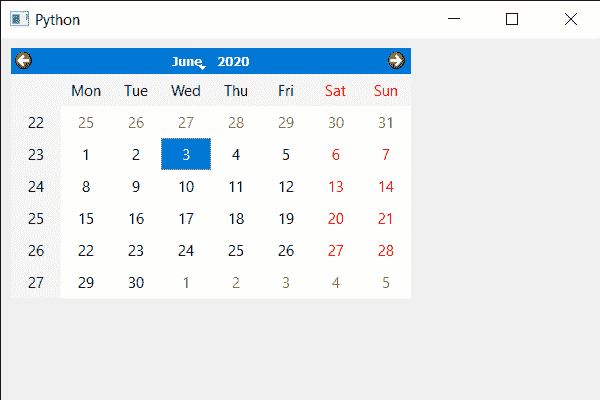 Python
June 2020
Mon Tue Wed Thu Fri Sat Sun
22 25 26 27 28 29 30 31
23 1 2 3 4 5 6 7
24 8 9 10 11 12 13 14
25 15 16 17 18 19 20 21
26 22 23 24 25 26 27 28
27 29 30 1 2 3 4 5